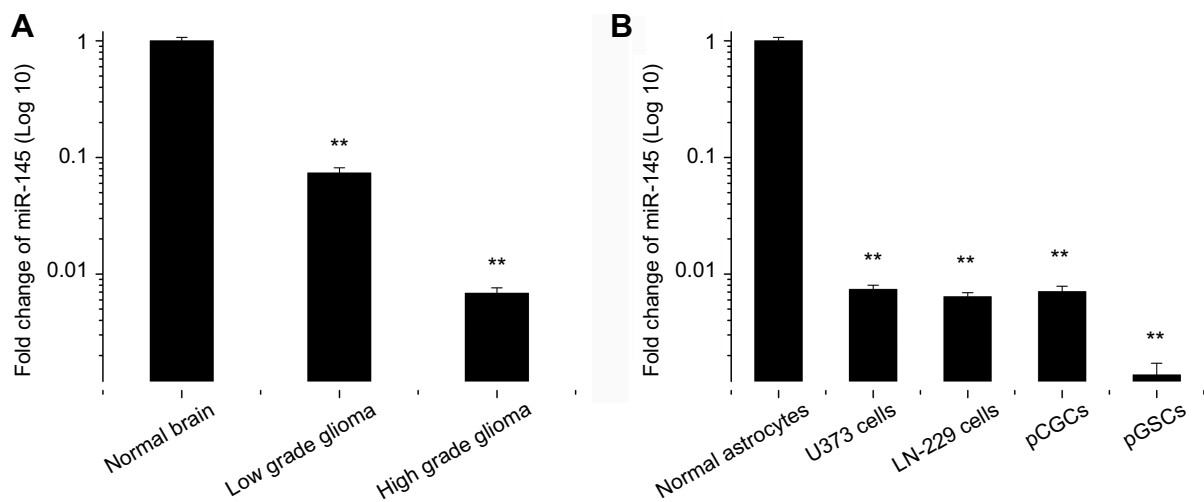 A
Fold change of miR-145 (Log 10)
1
0.1
0.01
**
**
Normal brain
Low grade glioma
High grade glioma
B
Fold change of miR-145 (Log 10)
1
0.1
0.01
**
**
**
**
Normal astrocytes
U373 cells
LN-229 cells
pCGCs
pGSCs